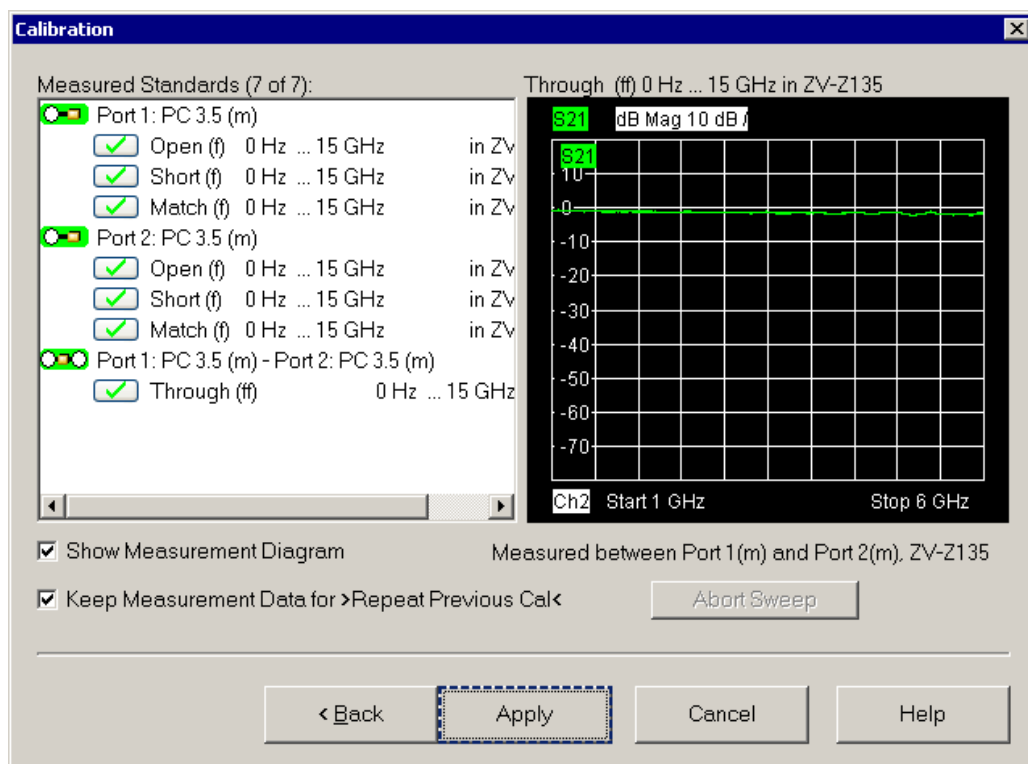 Calibration
Measured Standards (7 of 7):
Port 1: PC 3.5 (m)
Open (f) 0 Hz ... 15 GHz in ZV
Short (f) 0 Hz ... 15 GHz in ZV
Match (f) 0 Hz ... 15 GHz in ZV
Port 2: PC 3.5 (m)
Open (f) 0 Hz ... 15 GHz in ZV
Short (f) 0 Hz ... 15 GHz in ZV
Match (f) 0 Hz ... 15 GHz in ZV
Port 1: PC 3.5 (m) - Port 2: PC 3.5 (m)
Through (ff) 0 Hz ... 15 GHz
Through (ff) 0 Hz ... 15 GHz in ZV-Z135
S21 dB Mag 10 dB /
S21
10
0
-10
-20
-30
-40
-50
-60
-70
Ch2 Start 1 GHz Stop 6 GHz
Show Measurement Diagram
Measured between Port 1(m) and Port 2(m), ZV-Z135
Keep Measurement Data for >Repeat Previous Cal<
Abort Sweep
< Back
Apply
Cancel
Help